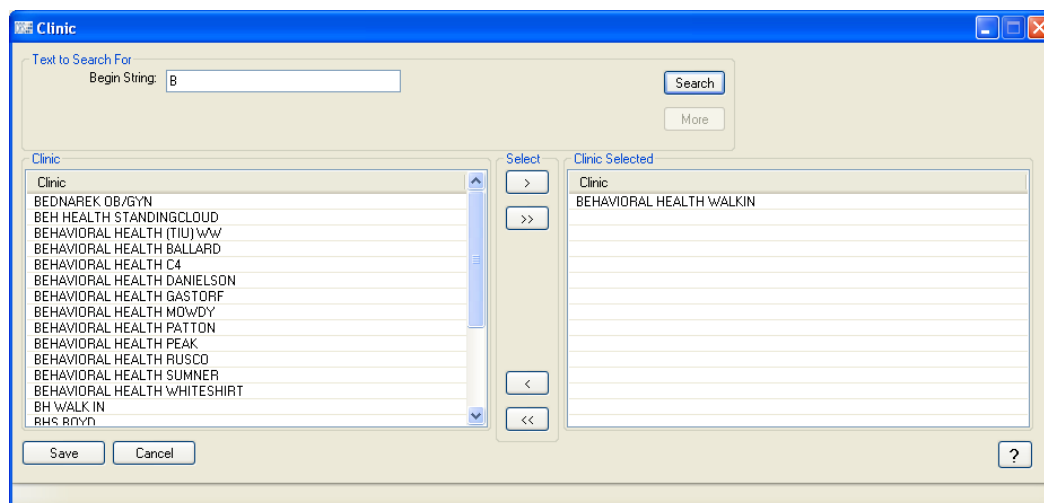 Clinic
Text to Search For
Begin String: B
Search
More
Clinic
Select
Clinic Selected
Clinic
>
Clinic
BEDNAREK OB/GYN
BEHAVIORAL HEALTH WALKIN
BEH HEALTH STANDINGCLOUD
>>
BEHAVIORAL HEALTH (TIU) WW
BEHAVIORAL HEALTH BALLARD
BEHAVIORAL HEALTH C4
BEHAVIORAL HEALTH DANIELSON
BEHAVIORAL HEALTH GASTORF
BEHAVIORAL HEALTH MOWDY
BEHAVIORAL HEALTH PATTON
BEHAVIORAL HEALTH PEAK
BEHAVIORAL HEALTH RUSCO
BEHAVIORAL HEALTH SUMNER
<
BEHAVIORAL HEALTH WHITESHIRT
BH WALK IN
BHS BOYD
<<
Save
Cancel
?